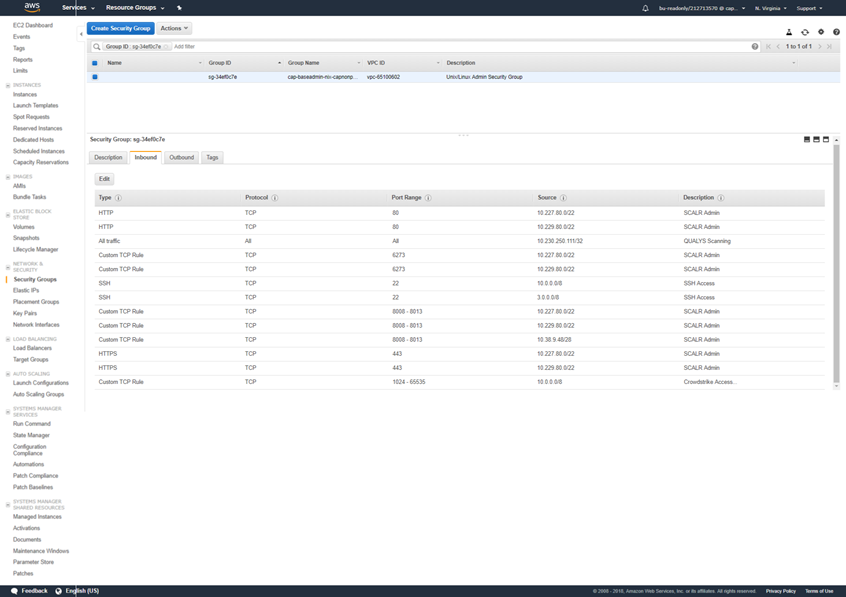 aws Services Resource Groups bu-readonly/212713570 @ cap... N. Virginia Support
EC2 Dashboard
Events
Tags
Reports
Limits
INSTANCES
Instances
Launch Templates
Spot Requests
Reserved Instances
Dedicated Hosts
Scheduled Instances
Capacity Reservations
IMAGES
AMIs
Bundle Tasks
ELASTIC BLOCK
STORE
Volumes
Snapshots
Lifecycle Manager
NETWORK &
SECURITY
Security Groups
Elastic IPs
Placement Groups
Key Pairs
Network Interfaces
LOAD BALANCING
Load Balancers
Target Groups
AUTO SCALING
Launch Configurations
Auto Scaling Groups
SYSTEMS MANAGER
SERVICES
Run Command
State Manager
Configuration
Compliance
Automations
Patch Compliance
Patch Baselines
SYSTEMS MANAGER
SHARED RESOURCES
Managed Instances
Activations
Documents
Maintenance Windows
Parameter Store
Patches
Create Security Group Actions
Group ID : sg-34ef0c7e Add filter 1 to 1 of 1
Name Group ID Group Name VPC ID Description
sg-34ef0c7e cap-baseadmin-nix-capnonp... vpc-65100602 Unix/Linux Admin Security Group
Security Group: sg-34ef0c7e
Description Inbound Outbound Tags
Edit
Type Protocol Port Range Source Description
HTTP TCP 80 10.227.80.0/22 SCALR Admin
HTTP TCP 80 10.229.80.0/22 SCALR Admin
All traffic All All 10.230.250.111/32 QUALYS Scanning
Custom TCP Rule TCP 6273 10.227.80.0/22 SCALR Admin
Custom TCP Rule TCP 6273 10.229.80.0/22 SCALR Admin
SSH TCP 22 10.0.0.0/8 SSH Access
SSH TCP 22 3.0.0.0/8 SSH Access
Custom TCP Rule TCP 8008 - 8013 10.227.80.0/22 SCALR Admin
Custom TCP Rule TCP 8008 - 8013 10.229.80.0/22 SCALR Admin
Custom TCP Rule TCP 8008 - 8013 10.38.9.48/28 SCALR Admin
HTTPS TCP 443 10.227.80.0/22 SCALR Admin
HTTPS TCP 443 10.229.80.0/22 SCALR Admin
Custom TCP Rule TCP 1024 - 65535 10.0.0.0/8 Crowdstrike Access...
Feedback English (US) © 2008 - 2018, Amazon Web Services, Inc. or its affiliates. All rights reserved. Privacy Policy Terms of Use